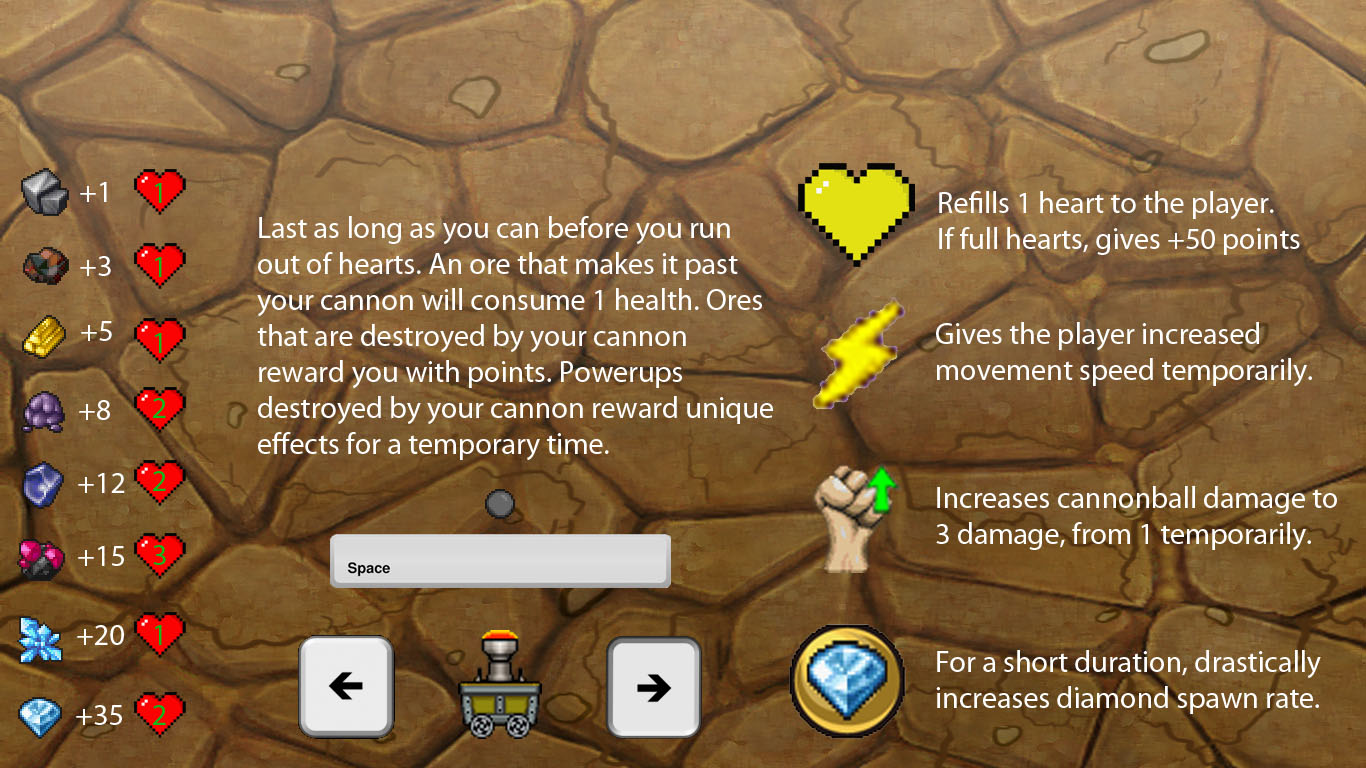 +1 1
+3 1
+5 1
+8 2
+12 2
+15 3
+20 1
+35 2
Last as long as you can before you run
out of hearts. An ore that makes it past
your cannon will consume 1 health. Ores
that are destroyed by your cannon
reward you with points. Powerups
destroyed by your cannon reward unique
effects for a temporary time.
Space
Refills 1 heart to the player.
If full hearts, gives +50 points
Gives the player increased
movement speed temporarily.
Increases cannonball damage to
3 damage, from 1 temporarily.
For a short duration, drastically
increases diamond spawn rate.